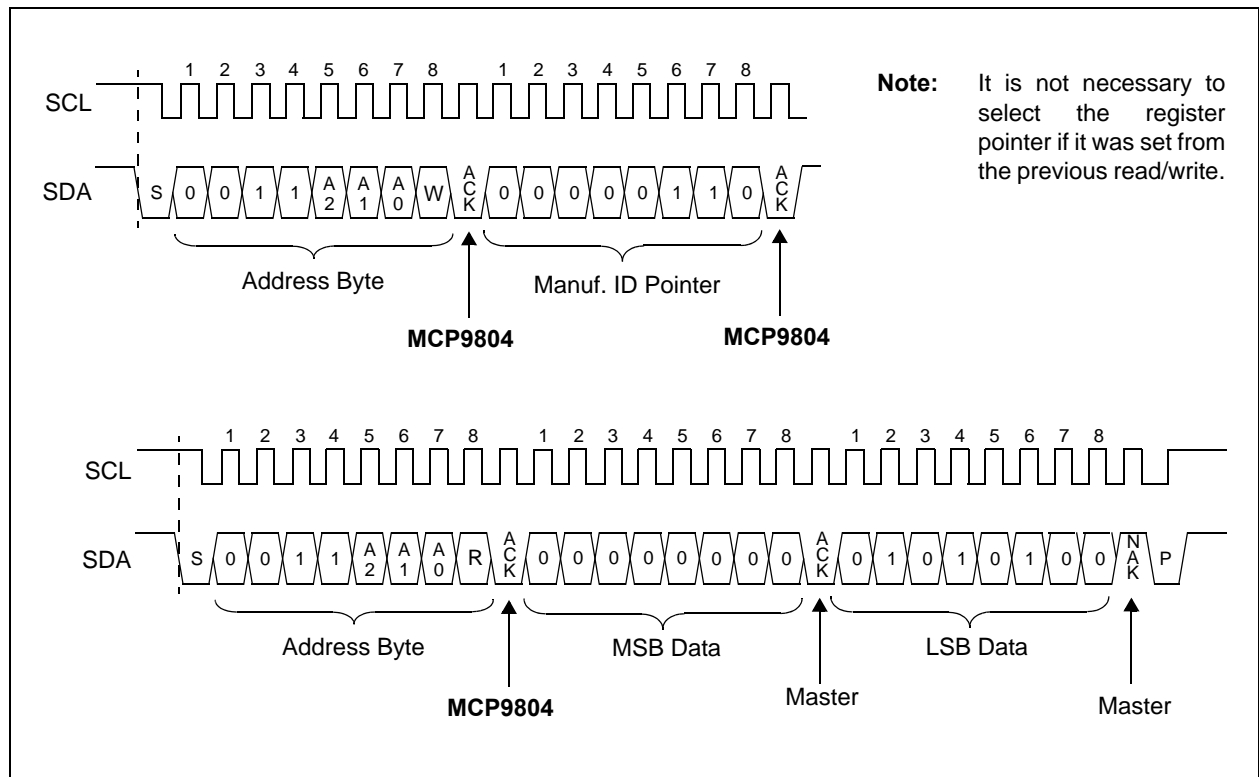 1 2 3 4 5 6 7 8 1 2 3 4 5 6 7 8
SCL
SDA
S 0 0 1 1 A2 A1 A0 W ACK 0 0 0 0 0 1 1 0 ACK
Address Byte
Manuf. ID Pointer
MCP9804
MCP9804
Note: It is not necessary to
select the register
pointer if it was set from
the previous read/write.
1 2 3 4 5 6 7 8 1 2 3 4 5 6 7 8 1 2 3 4 5 6 7 8
SCL
SDA
S 0 0 1 1 A2 A1 A0 R ACK 0 0 0 0 0 0 0 0 ACK 0 1 0 1 0 1 0 0 NAK P
Address Byte
MSB Data
LSB Data
MCP9804
Master
Master